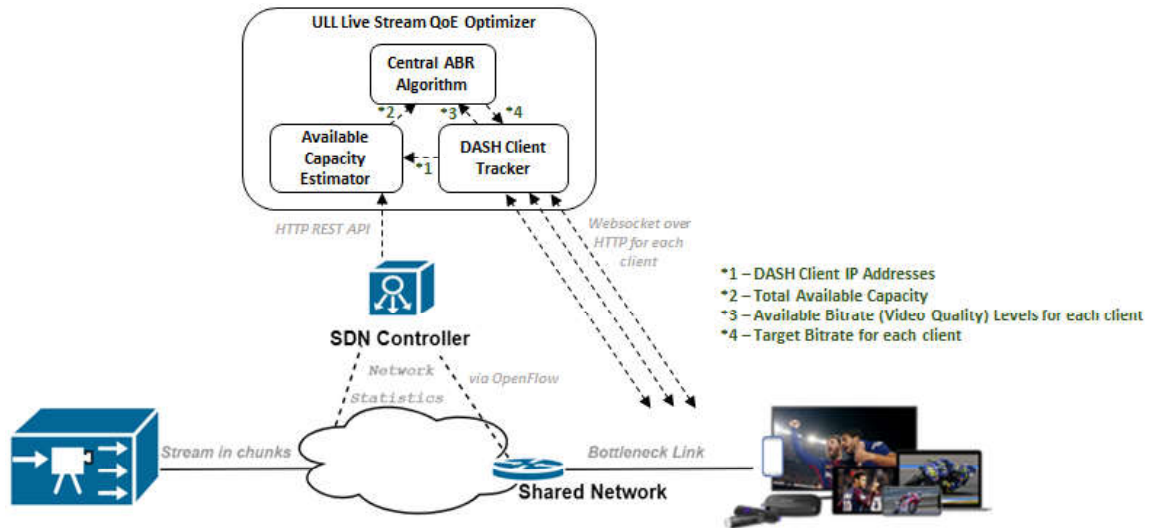 ULL Live Stream QoE Optimizer
Central ABR
Algorithm
*2
*3
*4
Available
Capacity
Estimator
*1
DASH Client
Tracker
HTTP REST API
Websocket over
HTTP for each
client
*1 – DASH Client IP Addresses
*2 – Total Available Capacity
*3 – Available Bitrate (Video Quality) Levels for each client
*4 – Target Bitrate for each client
SDN Controller
Network
Statistics
via OpenFlow
Stream in chunks
Bottleneck Link
Shared Network